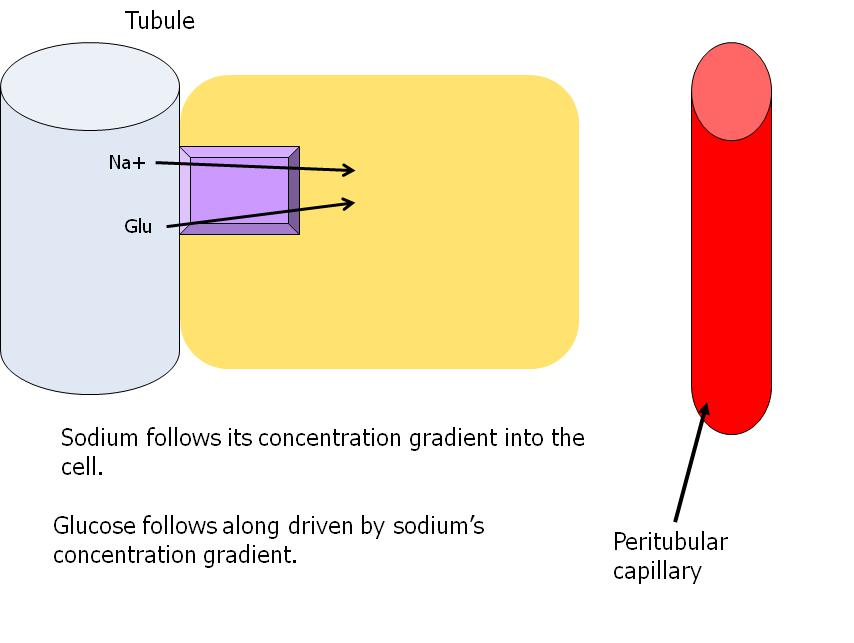 Tubule
Na+
Glu
Sodium follows its concentration gradient into the
cell.
Glucose follows along driven by sodium's
concentration gradient.
Peritubular
capillary